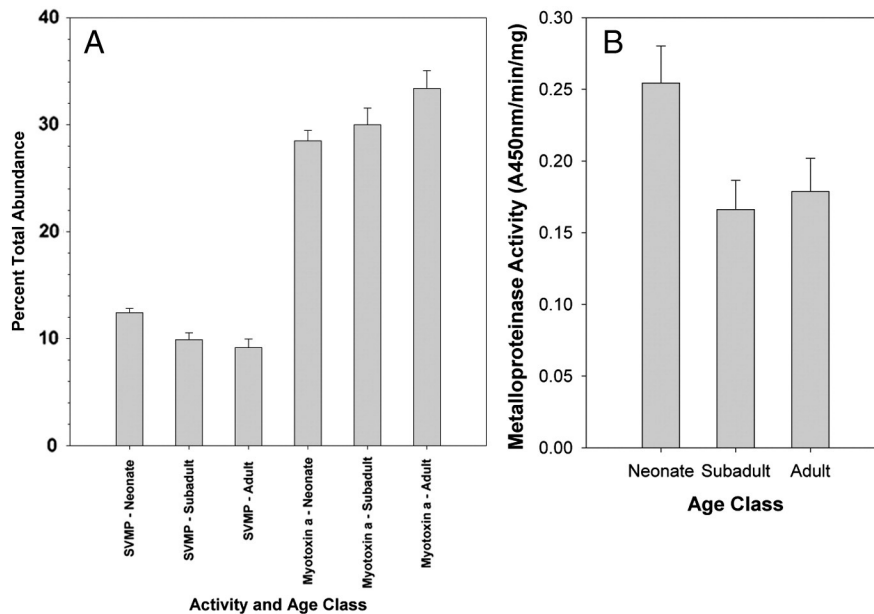 A
Percent Total Abundance
40
30
20
10
0
SVMP - Neonate
SVMP - Subadult
SVMP - Adult
Myotoxin a - Neonate
Myotoxin a - Subadult
Myotoxin a - Adult
Activity and Age Class
B
Metalloproteinase Activity (A450nm/min/mg)
0.30
0.25
0.20
0.15
0.10
0.05
0.00
Neonate Subadult Adult
Age Class